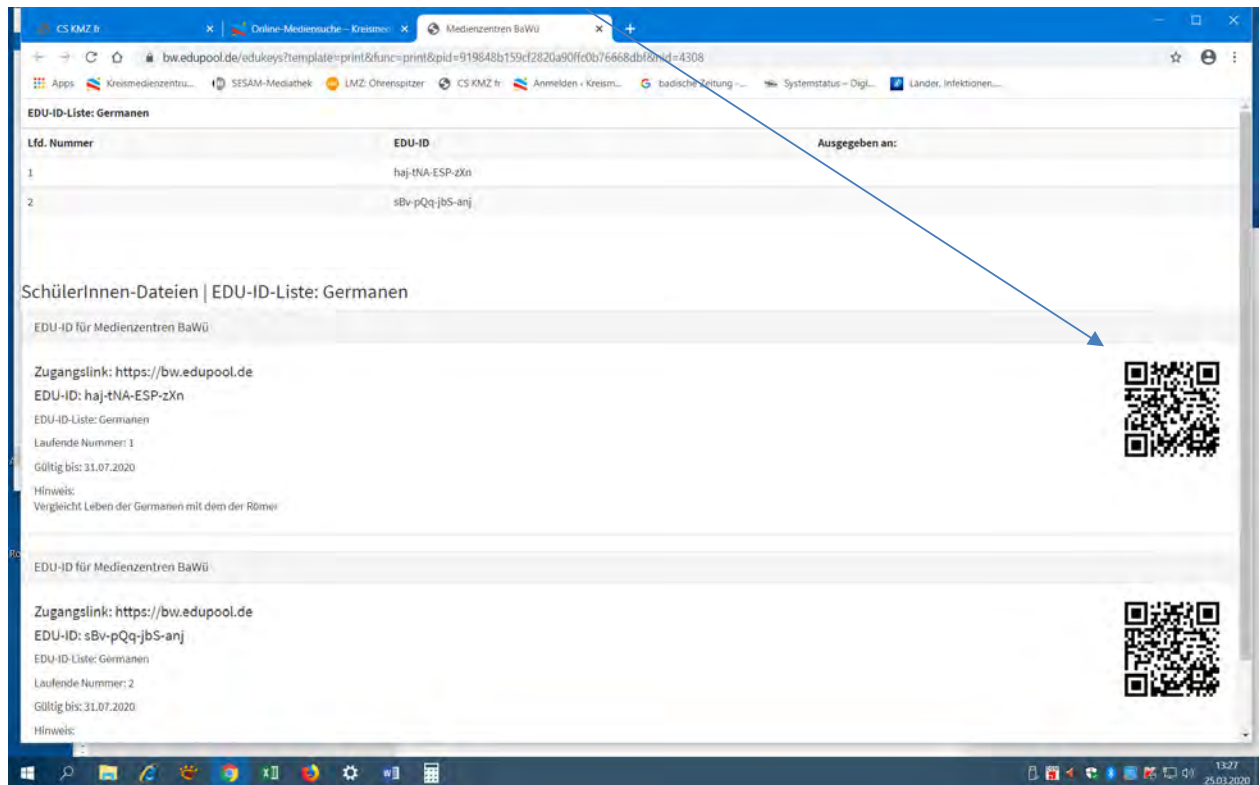 CS KMZ fr
Online-Mediensuche – Kreismed
Medienzentren BaWü
bw.edupool.de/edukeys?template=print&func=print&pid=919848b159cf2820a90ffc0b76668dbf&nid=4308
Apps Kreismedienzentru... SESAM-Mediathek LMZ: Ohrenspitzer CS KMZ fr Anmelden ‹ Kreism... badische Zeitung -... Systemstatus – Digi... Länder, Infektionen,...
EDU-ID-Liste: Germanen
Lfd. Nummer EDU-ID Ausgegeben an:
1 haj-tNA-ESP-zXn
2 sBv-pQq-jbS-anj
SchülerInnen-Dateien | EDU-ID-Liste: Germanen
EDU-ID für Medienzentren BaWü
Zugangslink: https://bw.edupool.de
EDU-ID: haj-tNA-ESP-zXn
EDU-ID-Liste: Germanen
Laufende Nummer: 1
Gültig bis: 31.07.2020
Hinweis:
Vergleicht Leben der Germanen mit dem der Römer
EDU-ID für Medienzentren BaWü
Zugangslink: https://bw.edupool.de
EDU-ID: sBv-pQq-jbS-anj
EDU-ID-Liste: Germanen
Laufende Nummer: 2
Gültig bis: 31.07.2020
Hinweis:
13:27
25.03.2020